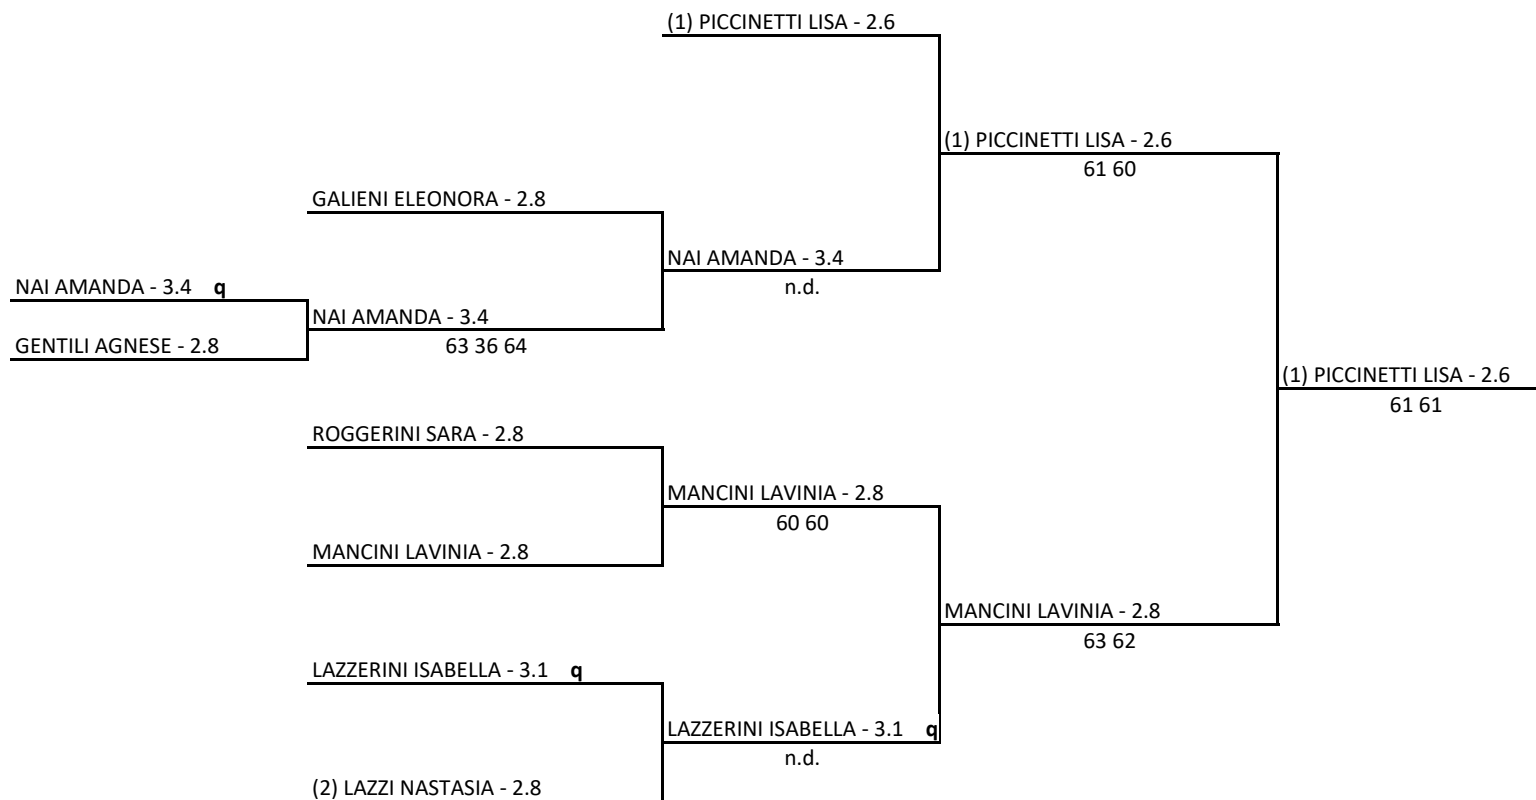 (1) PICCINETTI LISA - 2.6
(1) PICCINETTI LISA - 2.6
61 60
GALIENI ELEONORA - 2.8
NAI AMANDA - 3.4
n.d.
NAI AMANDA - 3.4 q
NAI AMANDA - 3.4
63 36 64
GENTILI AGNESE - 2.8
(1) PICCINETTI LISA - 2.6
61 61
ROGGERINI SARA - 2.8
MANCINI LAVINIA - 2.8
60 60
MANCINI LAVINIA - 2.8
MANCINI LAVINIA - 2.8
63 62
LAZZERINI ISABELLA - 3.1 q
LAZZERINI ISABELLA - 3.1 q
n.d.
(2) LAZZI NASTASIA - 2.8